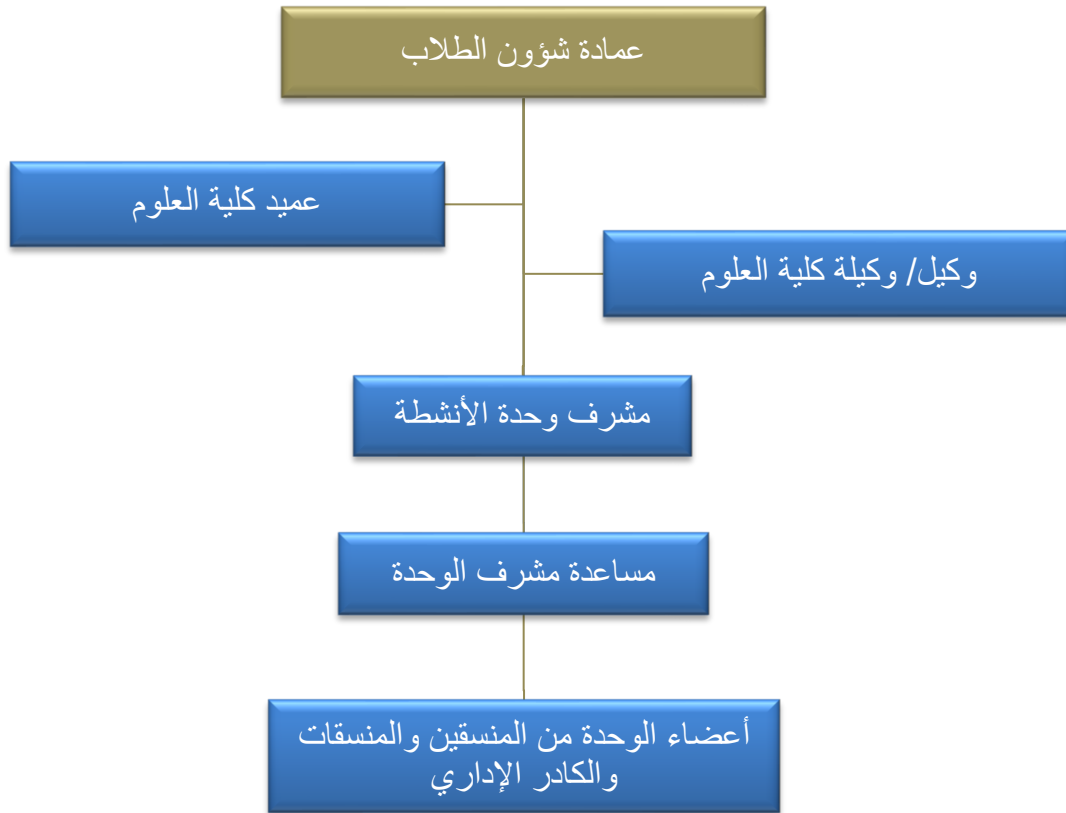 عمادة شؤون الطلاب
عميد كلية العلوم
وكيل/ وكيلة كلية العلوم
مشرف وحدة الأنشطة
مساعدة مشرف الوحدة
أعضاء الوحدة من المنسقين والمنسقات
والكادر الإداري